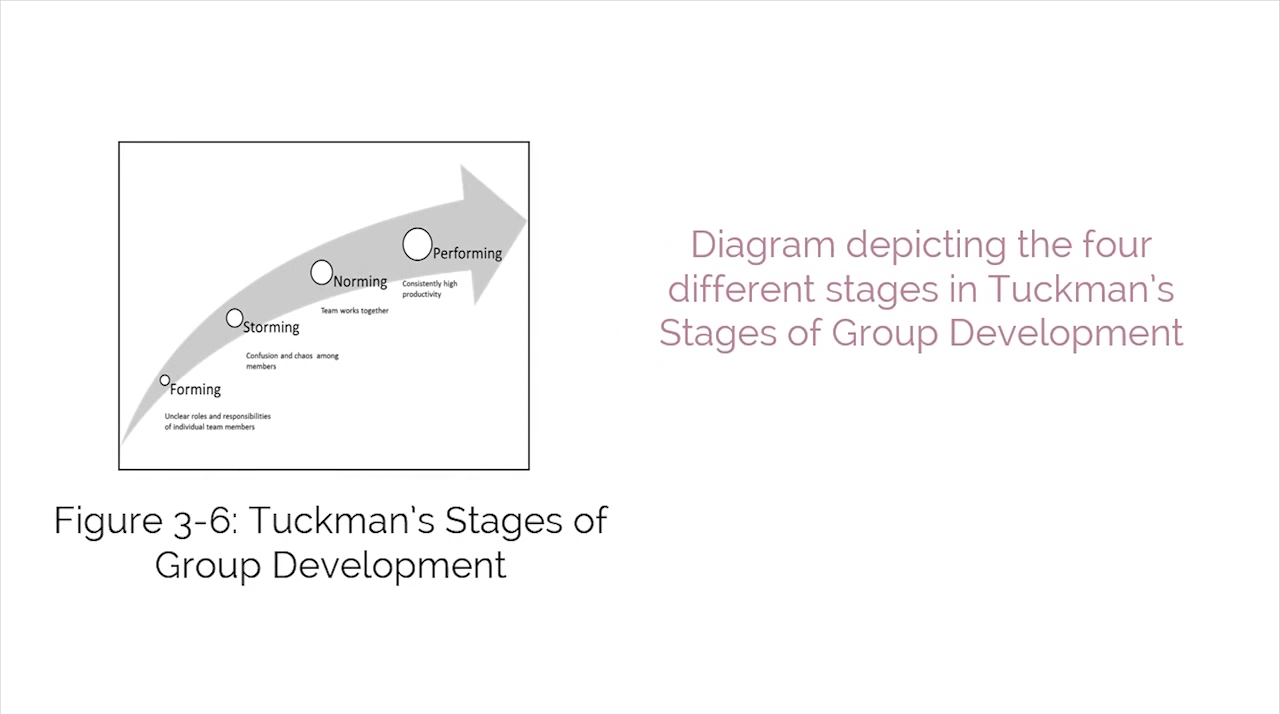 Performing
Consistently high
productivity
Norming
Team works together
Storming
Confusion and chaos among
members
Forming
Unclear roles and responsibilities
of individual team members
Figure 3-6: Tuckman's Stages of
Group Development
Diagram depicting the four
different stages in Tuckman's
Stages of Group Development